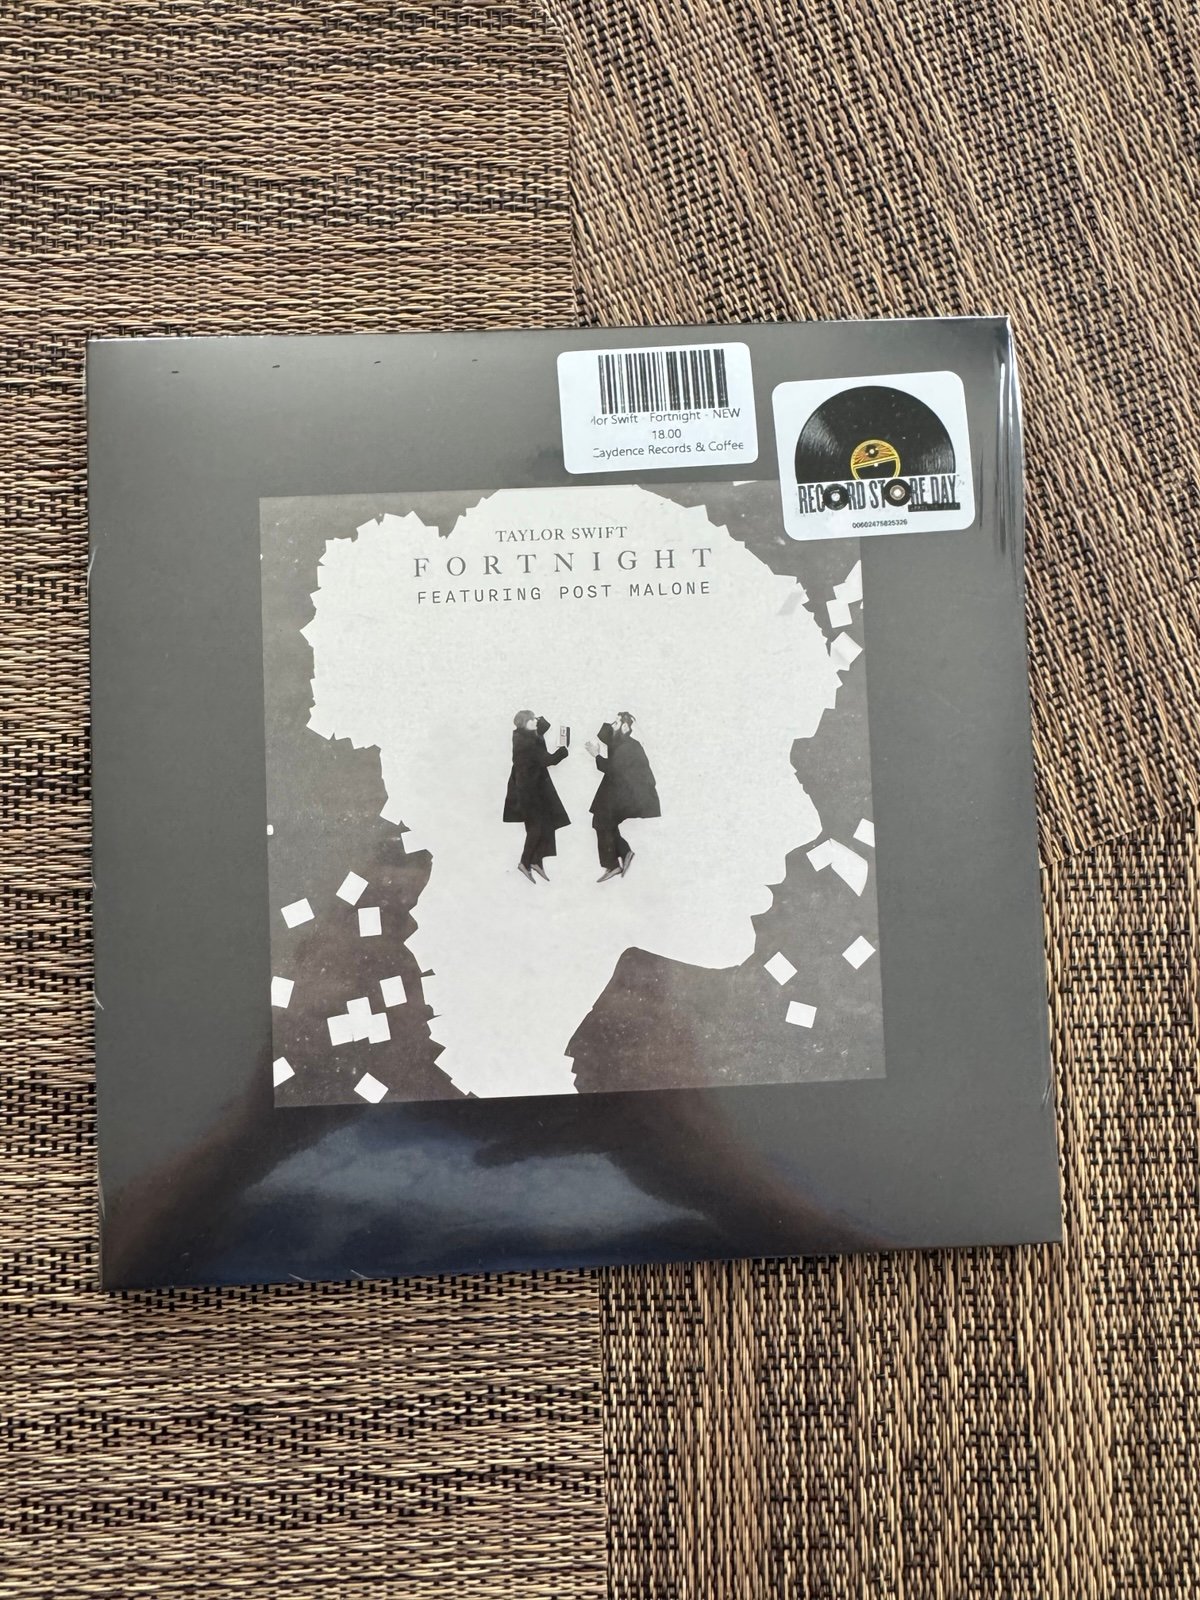 lor Swift - Fortnight - NEW
18.00
Caydence Records & Coffee
RECORD STORE DAY
00602475825326
TAYLOR SWIFT
FORTNIGHT
FEATURING POST MALONE